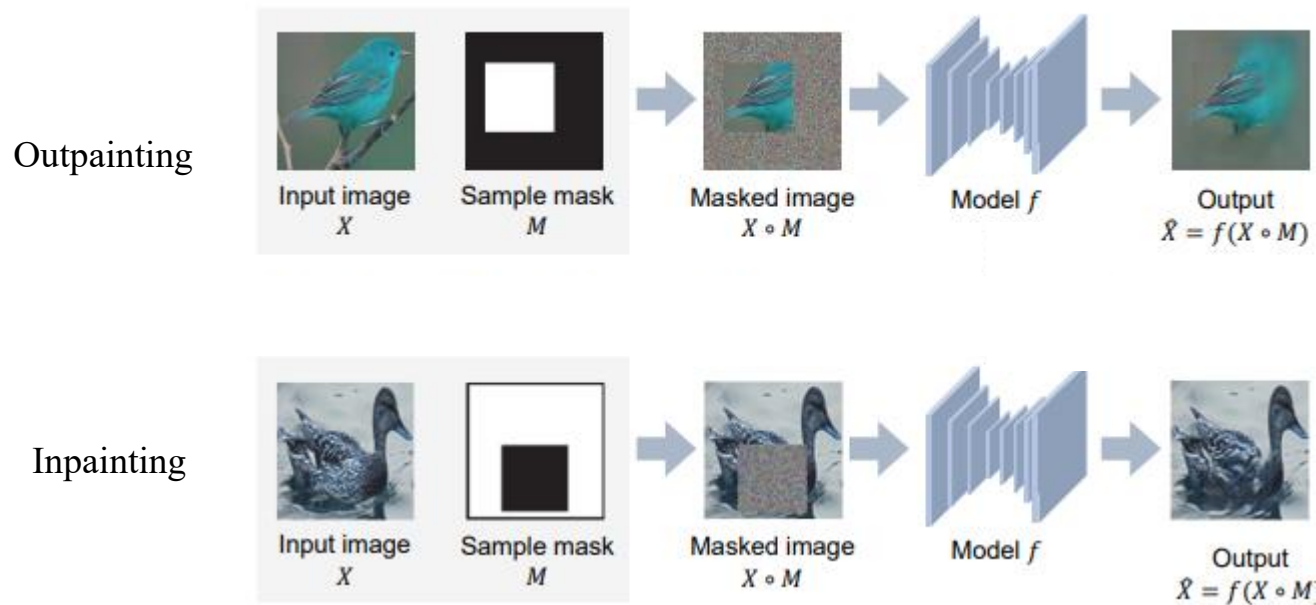 Outpainting
Input image
X
Sample mask
M
Masked image
X ∘ M
Model f
Output
X̂ = f(X ∘ M)
Inpainting
Input image
X
Sample mask
M
Masked image
X ∘ M
Model f
Output
X̂ = f(X ∘ M)